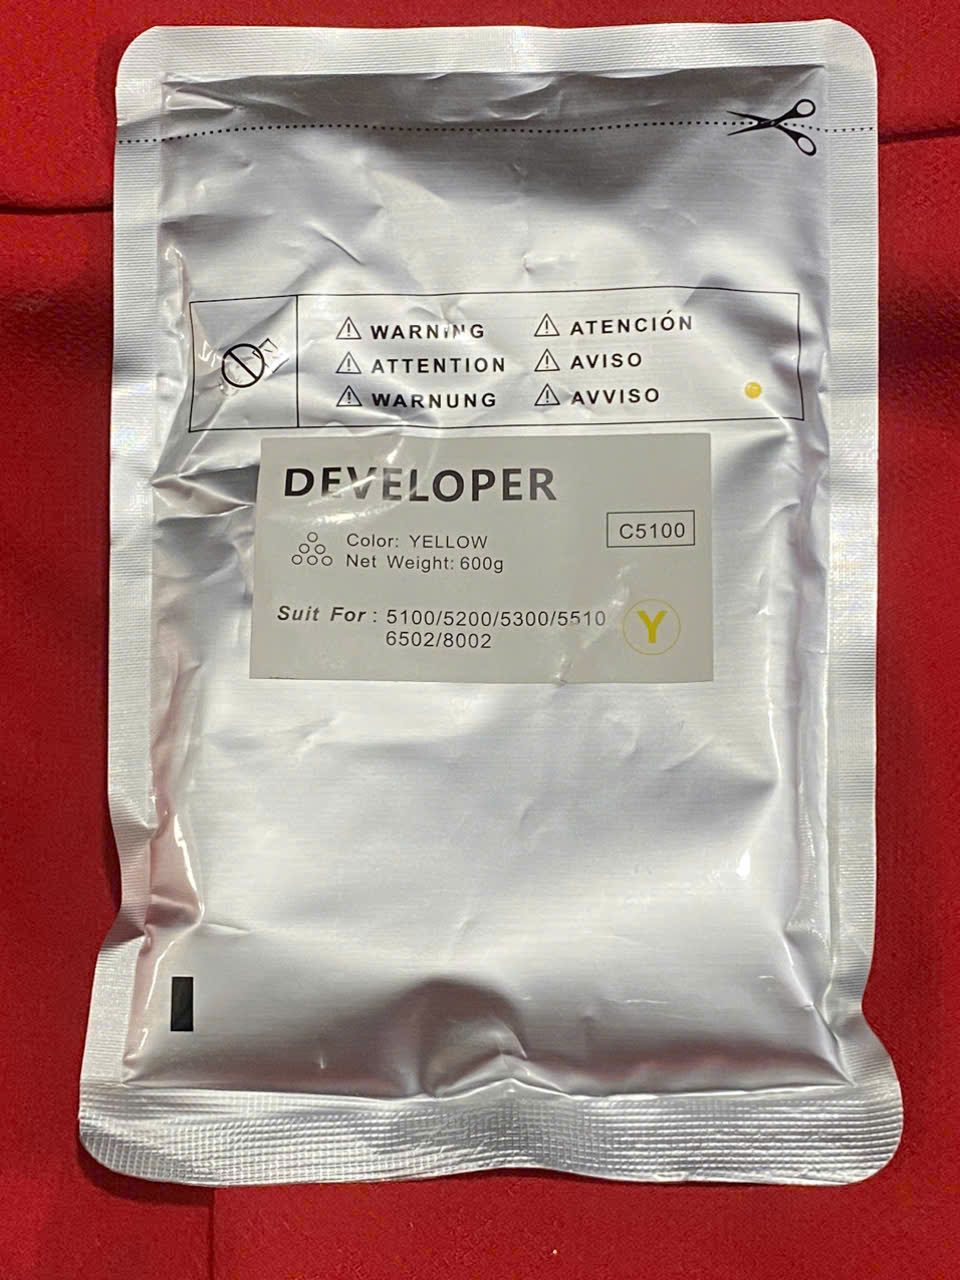 WARNING
ATTENTION
WARNUNG
ATENCIÓN
AVISO
AVVISO
DEVELOPER
C5100
Color: YELLOW
Net Weight: 600g
Suit For : 5100/5200/5300/5510
6502/8002
Y